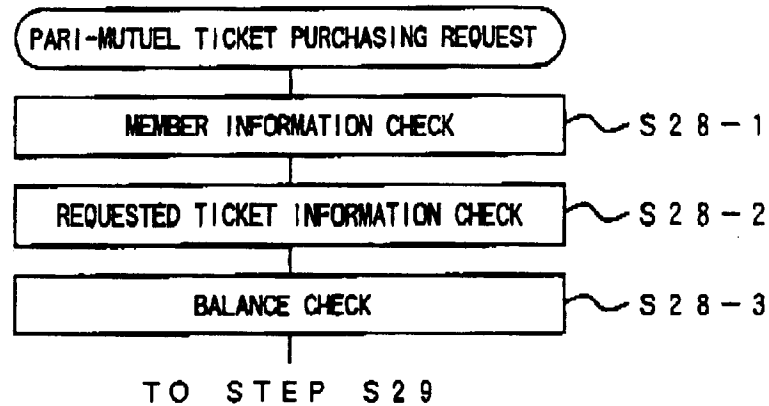 PARI-MUTUEL TICKET PURCHASING REQUEST
MEMBER INFORMATION CHECK S28-1
REQUESTED TICKET INFORMATION CHECK S28-2
BALANCE CHECK S28-3
TO STEP S29